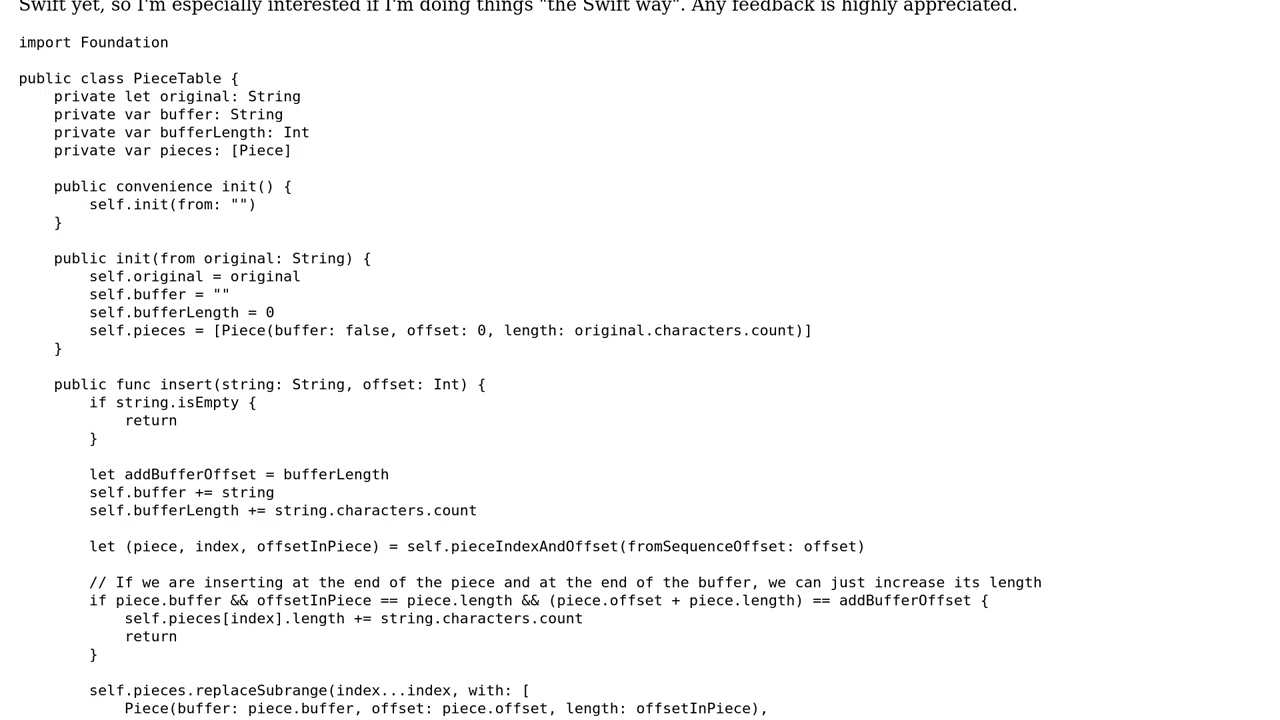 Swift yet, so I'm especially interested if I'm doing things "the Swift way". Any feedback is highly appreciated.
import Foundation
public class PieceTable {
    private let original: String
    private var buffer: String
    private var bufferLength: Int
    private var pieces: [Piece]
    public convenience init() {
        self.init(from: "")
    }
    public init(from original: String) {
        self.original = original
        self.buffer = ""
        self.bufferLength = 0
        self.pieces = [Piece(buffer: false, offset: 0, length: original.characters.count)]
    }
    public func insert(string: String, offset: Int) {
        if string.isEmpty {
            return
        }
        let addBufferOffset = bufferLength
        self.buffer += string
        self.bufferLength += string.characters.count
        let (piece, index, offsetInPiece) = self.pieceIndexAndOffset(fromSequenceOffset: offset)
        // If we are inserting at the end of the piece and at the end of the buffer, we can just increase its length
        if piece.buffer && offsetInPiece == piece.length && (piece.offset + piece.length) == addBufferOffset {
            self.pieces[index].length += string.characters.count
            return
        }
        self.pieces.replaceSubrange(index...index, with: [
            Piece(buffer: piece.buffer, offset: piece.offset, length: offsetInPiece),